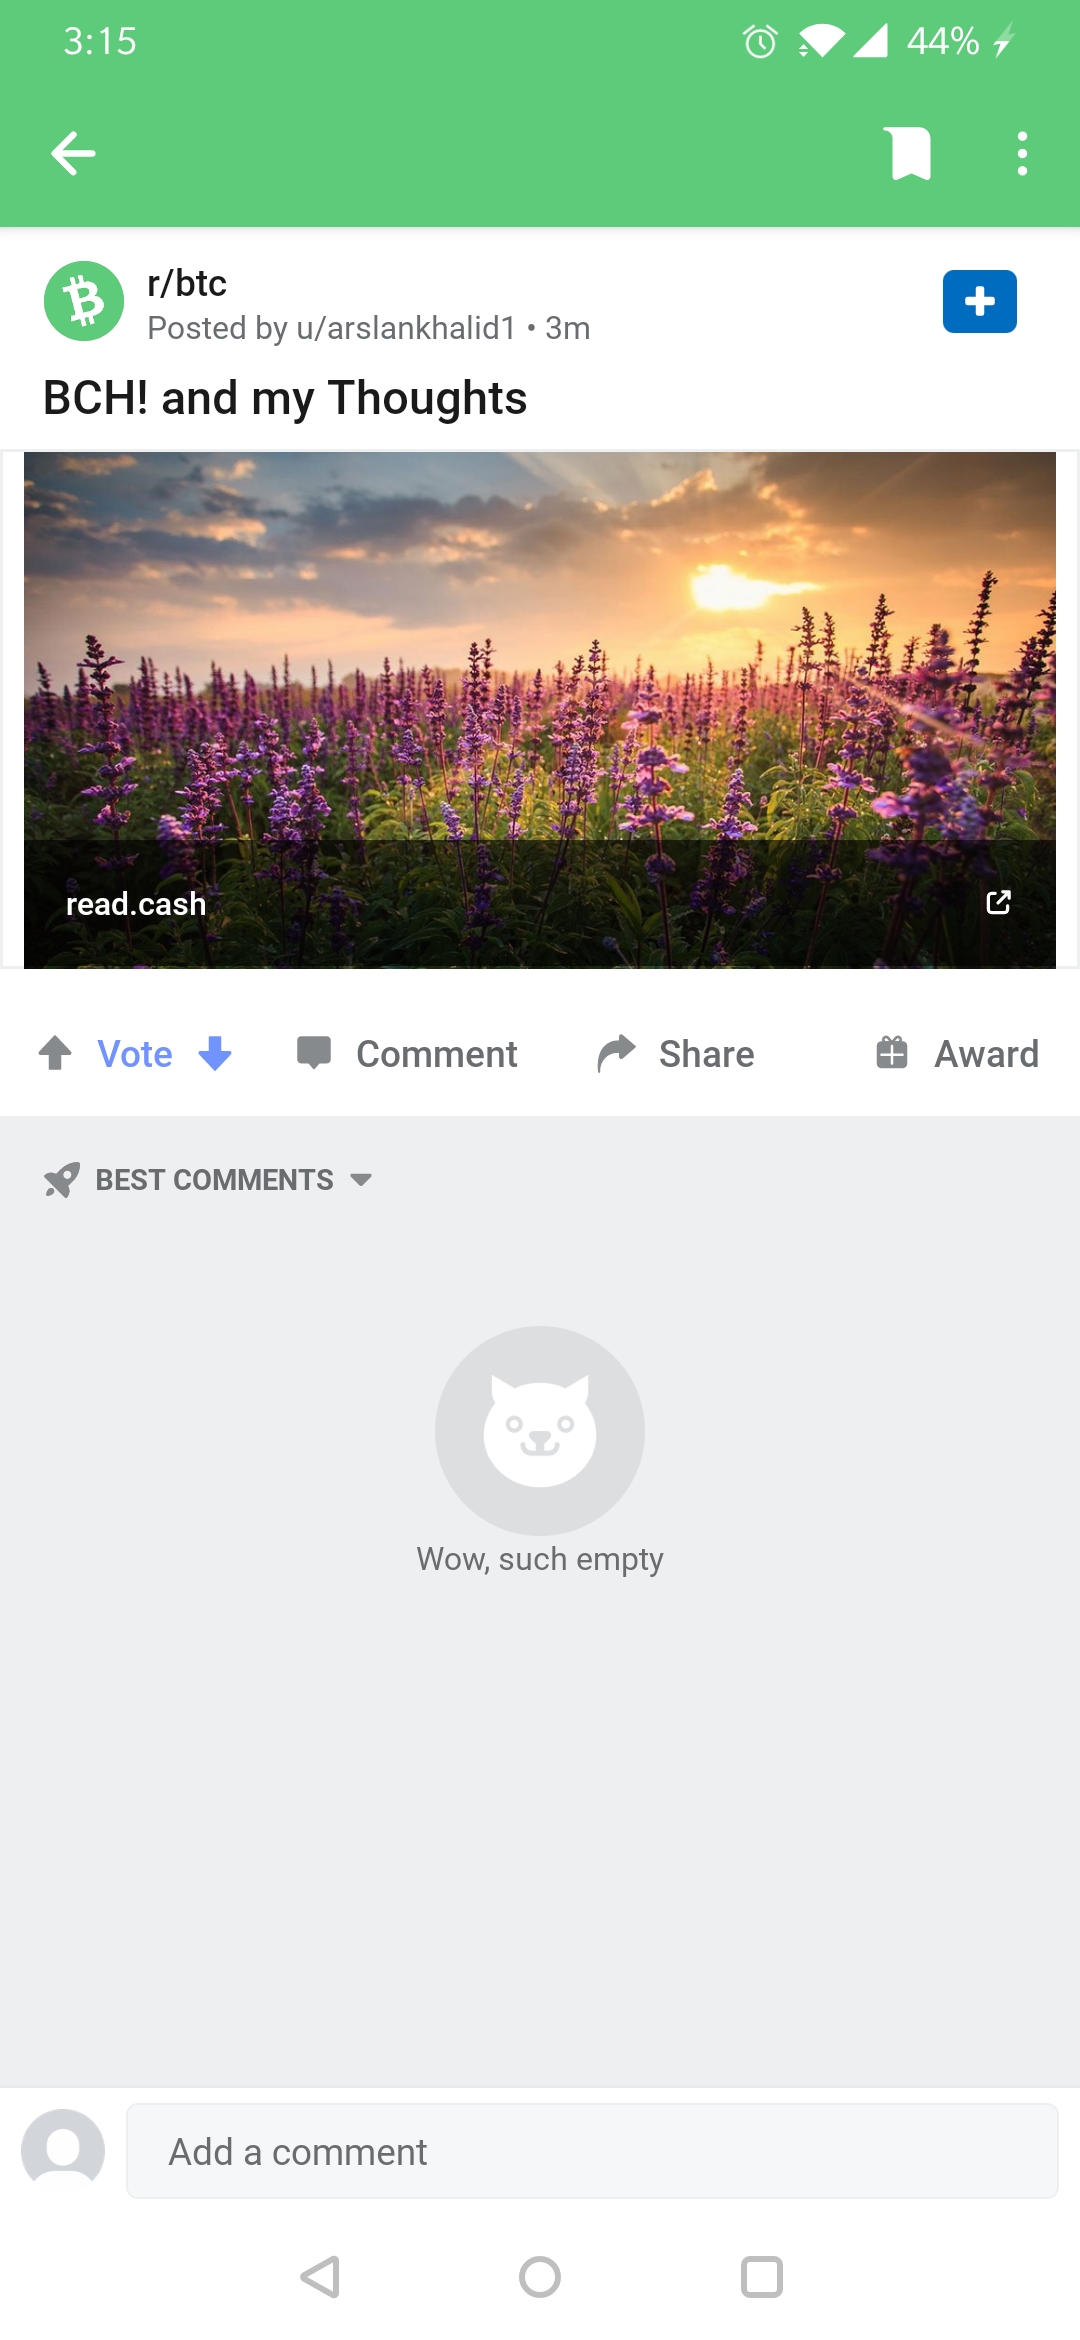 3:15
44%
r/btc
Posted by u/arslankhalid1 • 3m
BCH! and my Thoughts
read.cash
Vote Comment Share Award
BEST COMMENTS
Wow, such empty
Add a comment